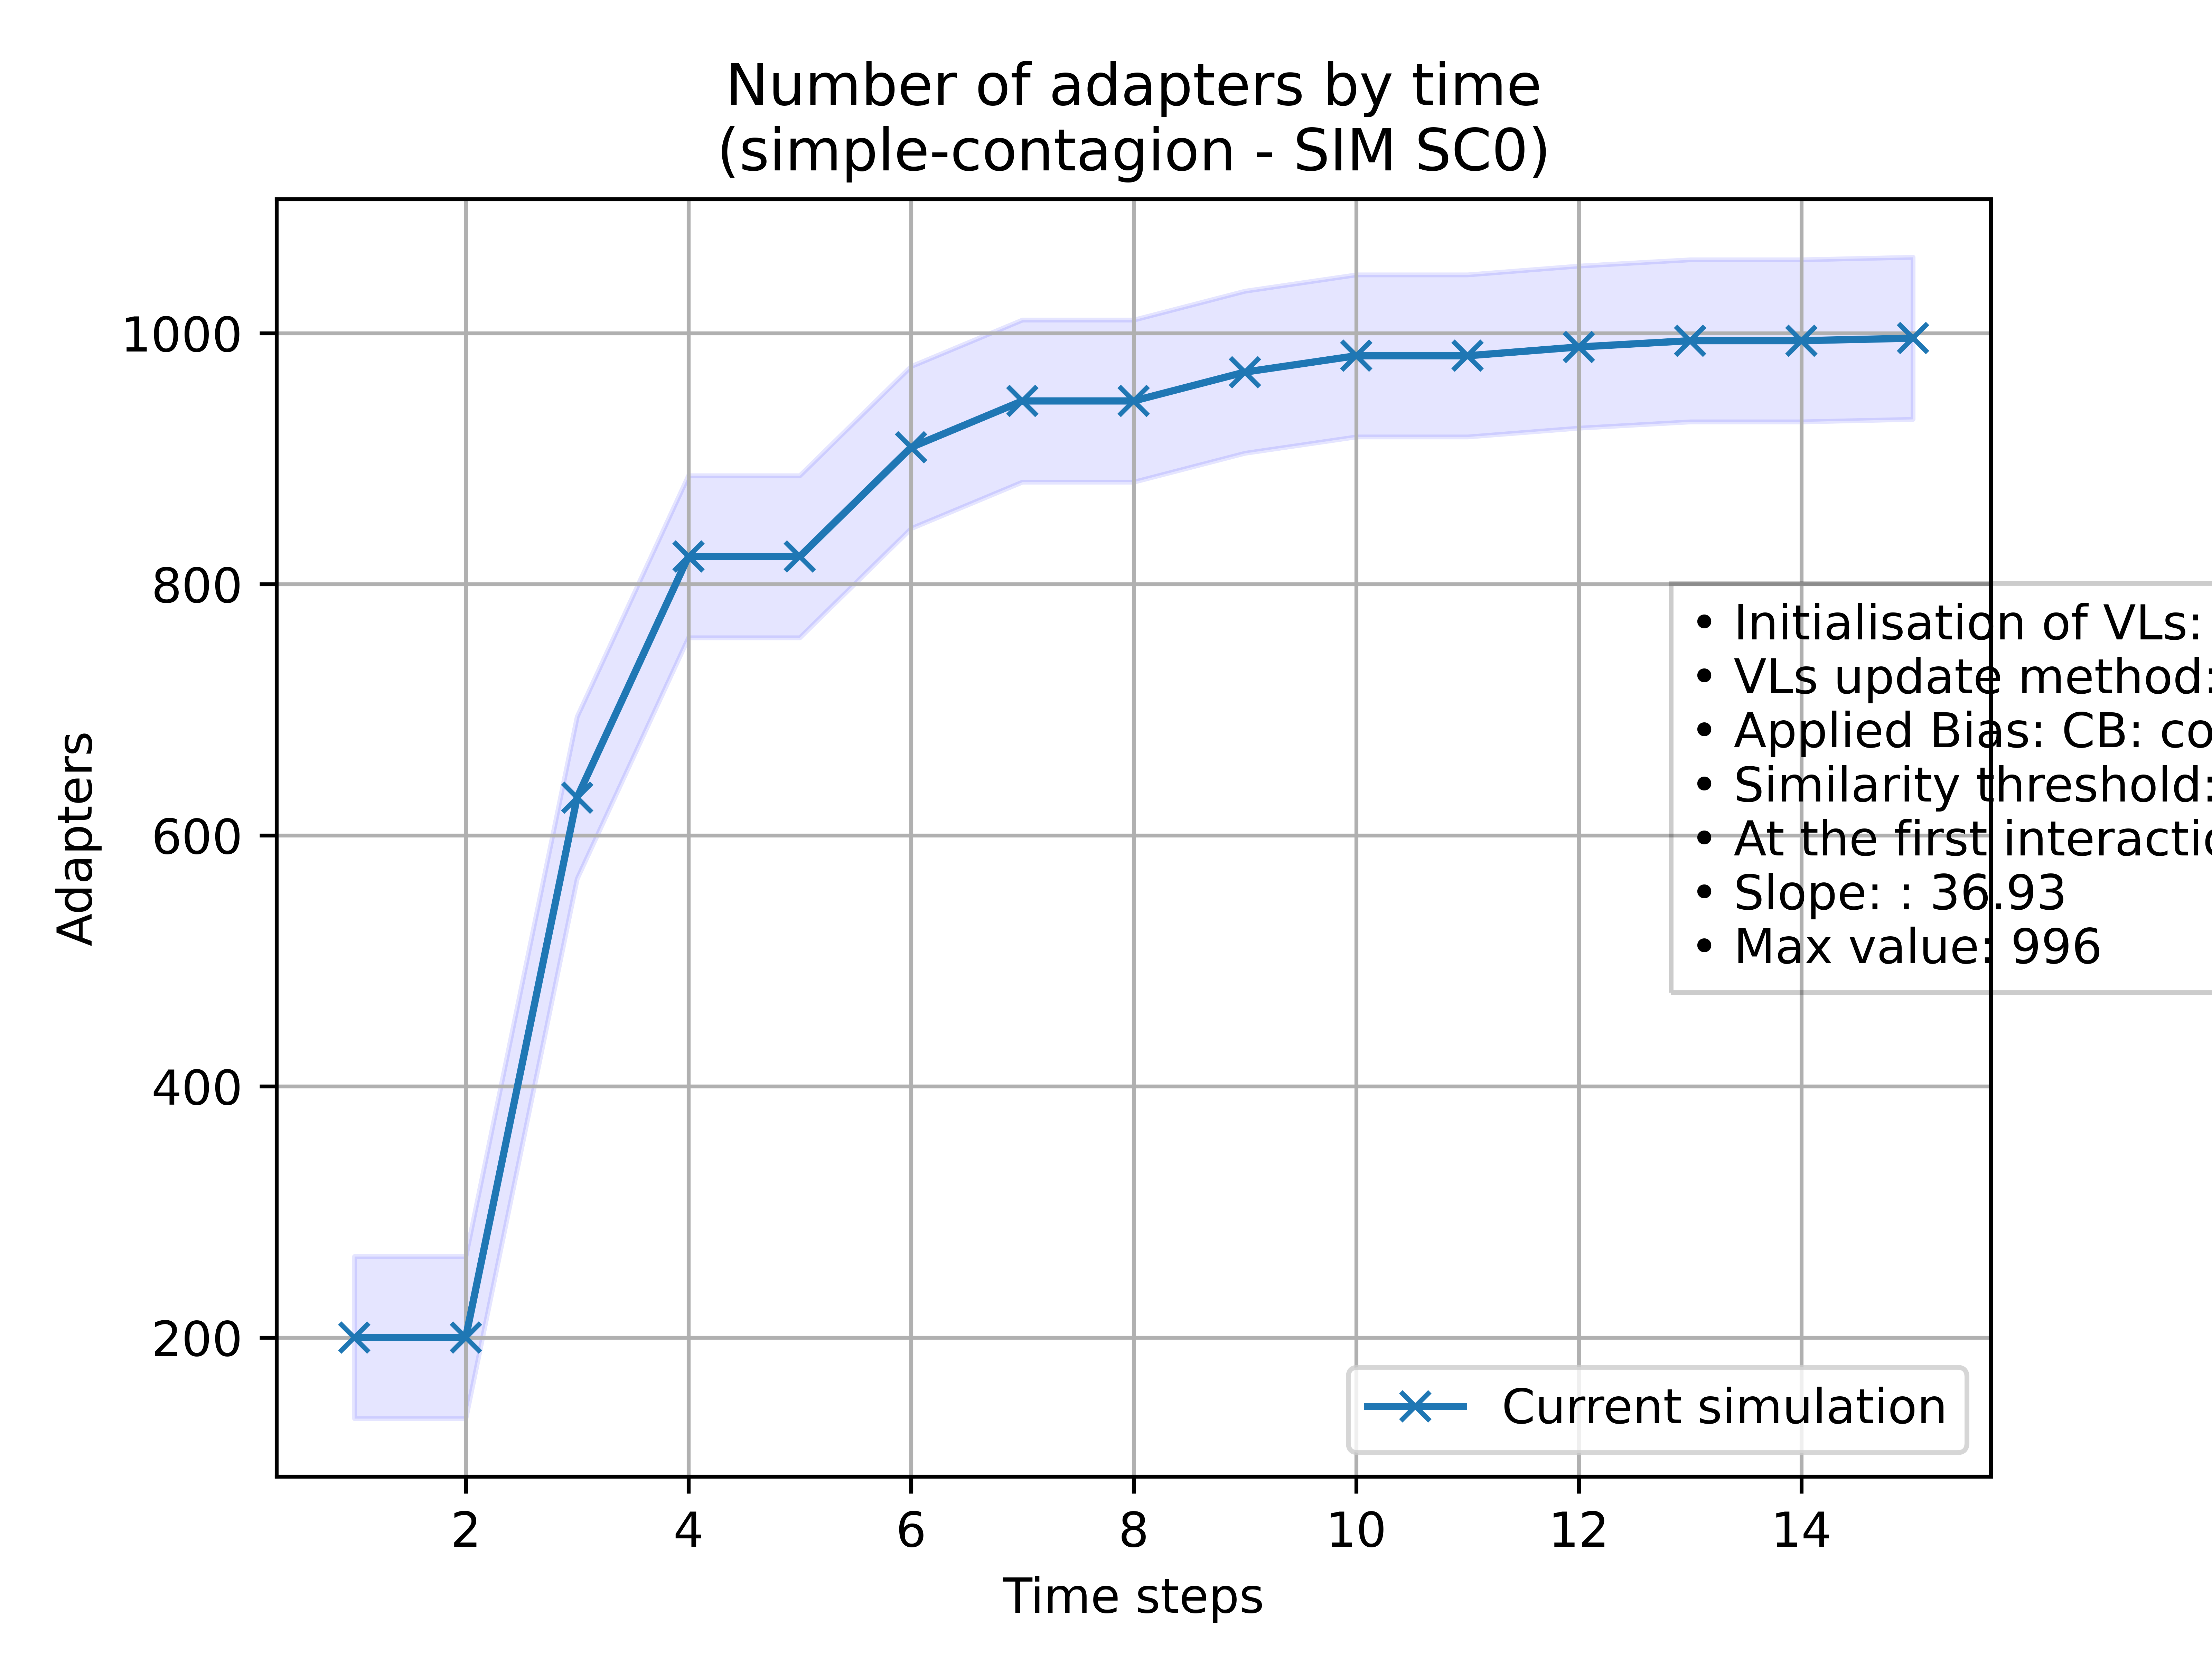 Number of adapters by time
(simple-contagion - SIM SC0)
Adapters
1000
800
600
400
200
• Initialisation of VLs:
• VLs update method:
• Applied Bias: CB:
• Similarity threshold:
• At the first
• Slope: : 36.93
• Max value: 996
Current simulation
2 4 6 8 10 12 14
Time steps